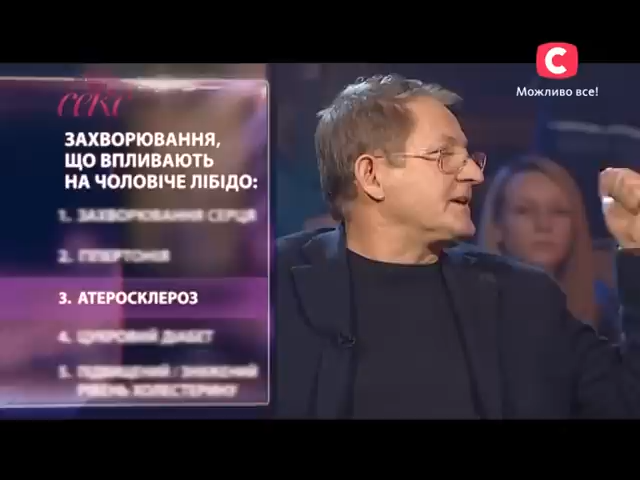 С
Можливо все!
секс
ЗАХВОРЮВАННЯ,
ЩО ВПЛИВАЮТЬ
НА ЧОЛОВІЧЕ ЛІБІДО:
1. ЗАХВОРЮВАННЯ СЕРЦЯ
2. ГІПЕРТОНІЯ
3. АТЕРОСКЛЕРОЗ
4. ЦУКРОВИЙ ДІАБЕТ
5. ПІДВИЩЕНИЙ / ЗНИЖЕНИЙ
РІВЕНЬ ХОЛЕСТЕРИНУ